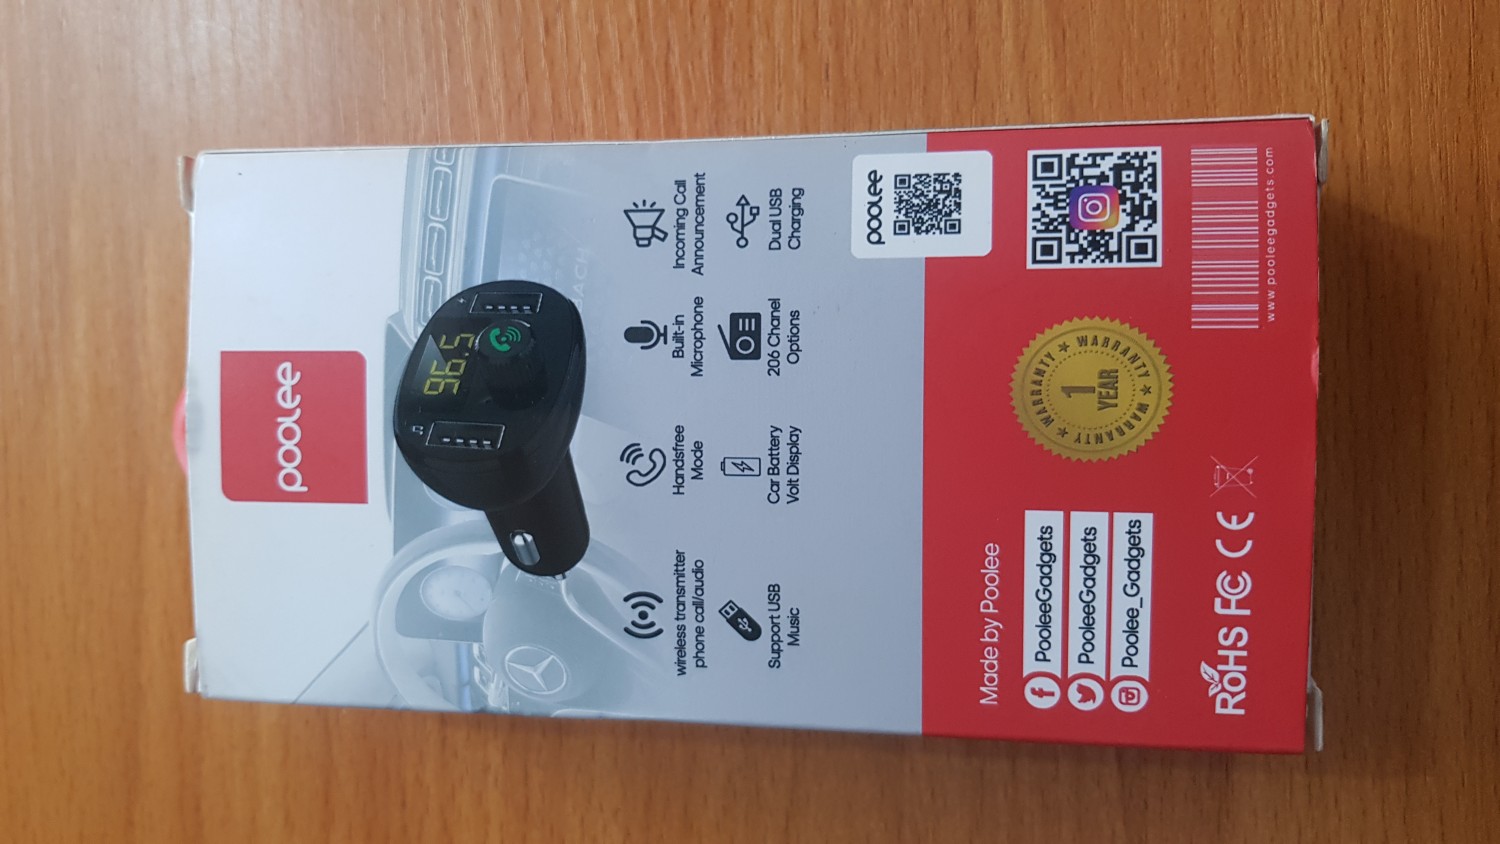 poolee
96.5
wireless transmitter
phone call/audio
Handsfree
Mode
Built-in
Microphone
Incoming Call
Announcement
Support USB
Music
Car Battery
Volt Display
206 Chanel
Options
Dual USB
Charging
poolee
Made by Poolee
PooleeGadgets
PooleeGadgets
Poolee_Gadgets
WARRANTY
1
YEAR
WARRANTY
WARRANTY
RoHS FC CE
www.pooleegadgets.com